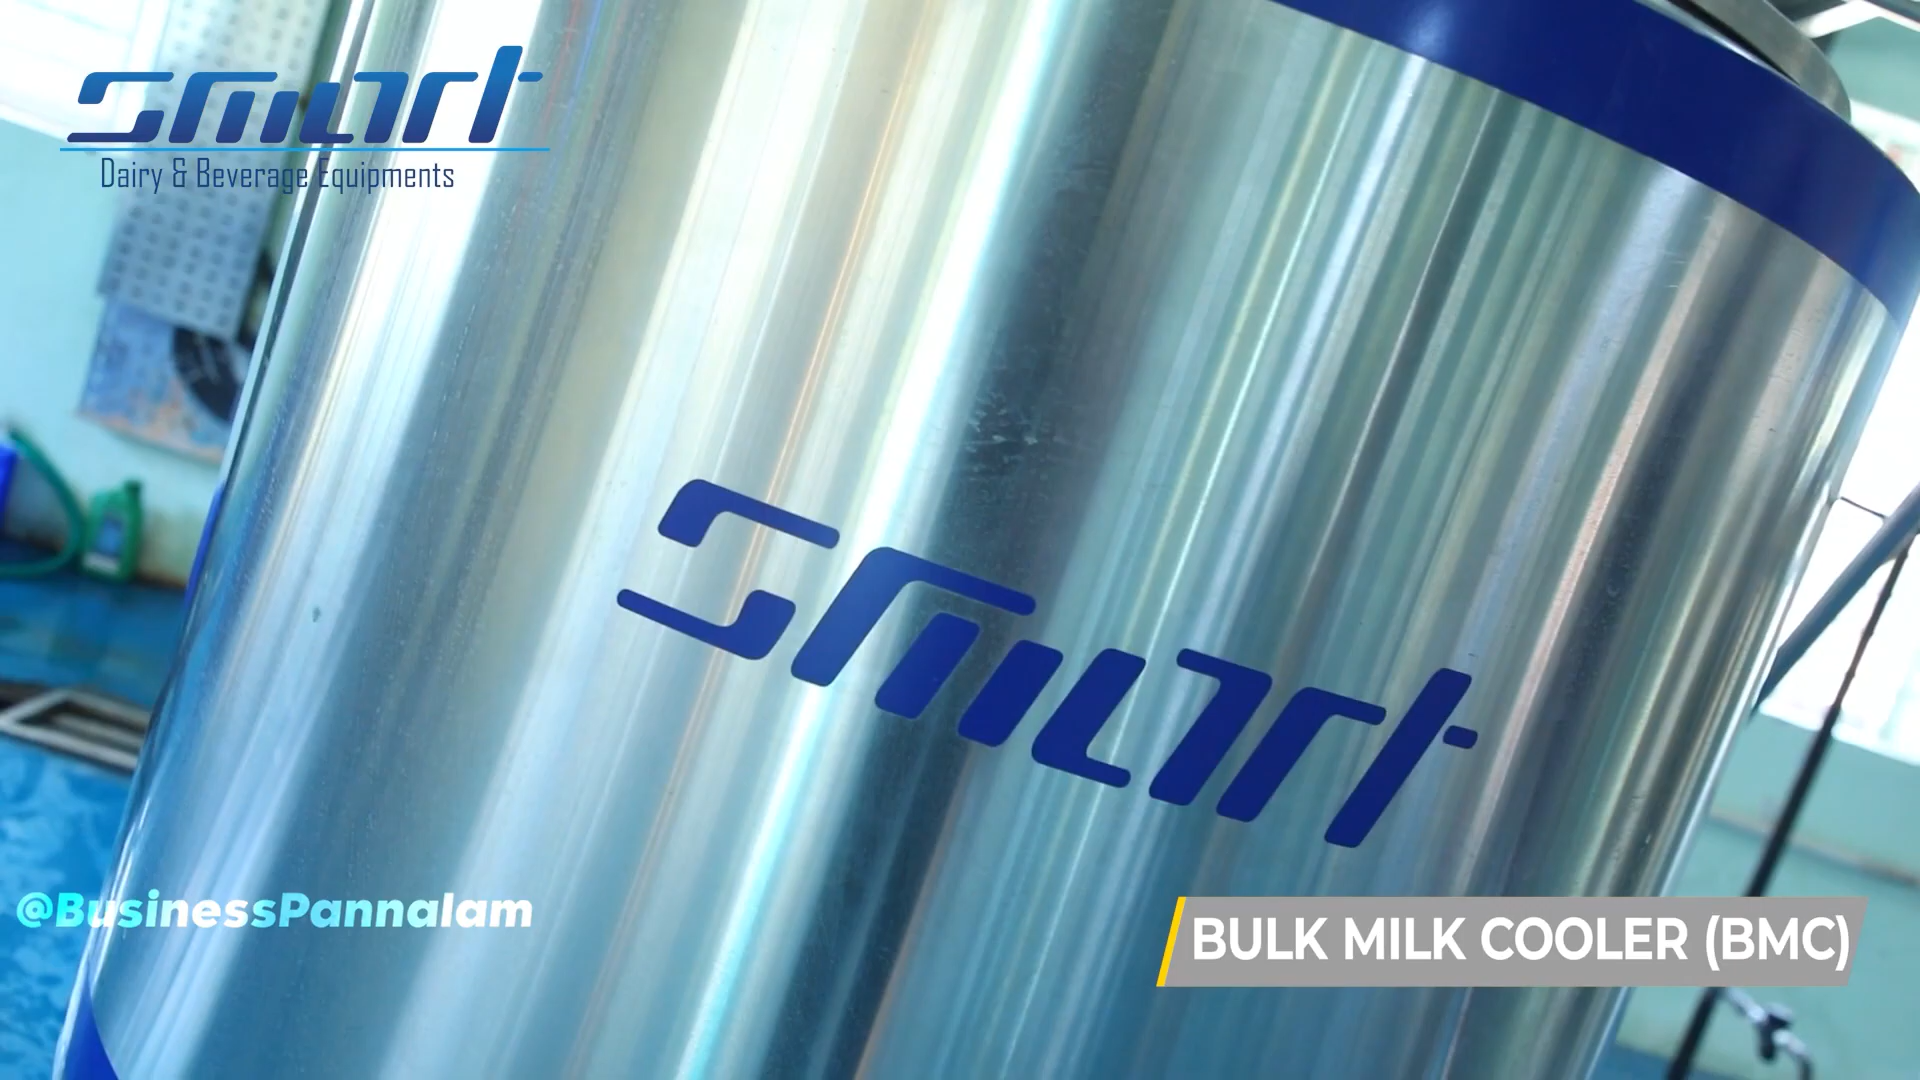 smart
Dairy & Beverage Equipments
smart
@BusinessPannalam
BULK MILK COOLER (BMC)